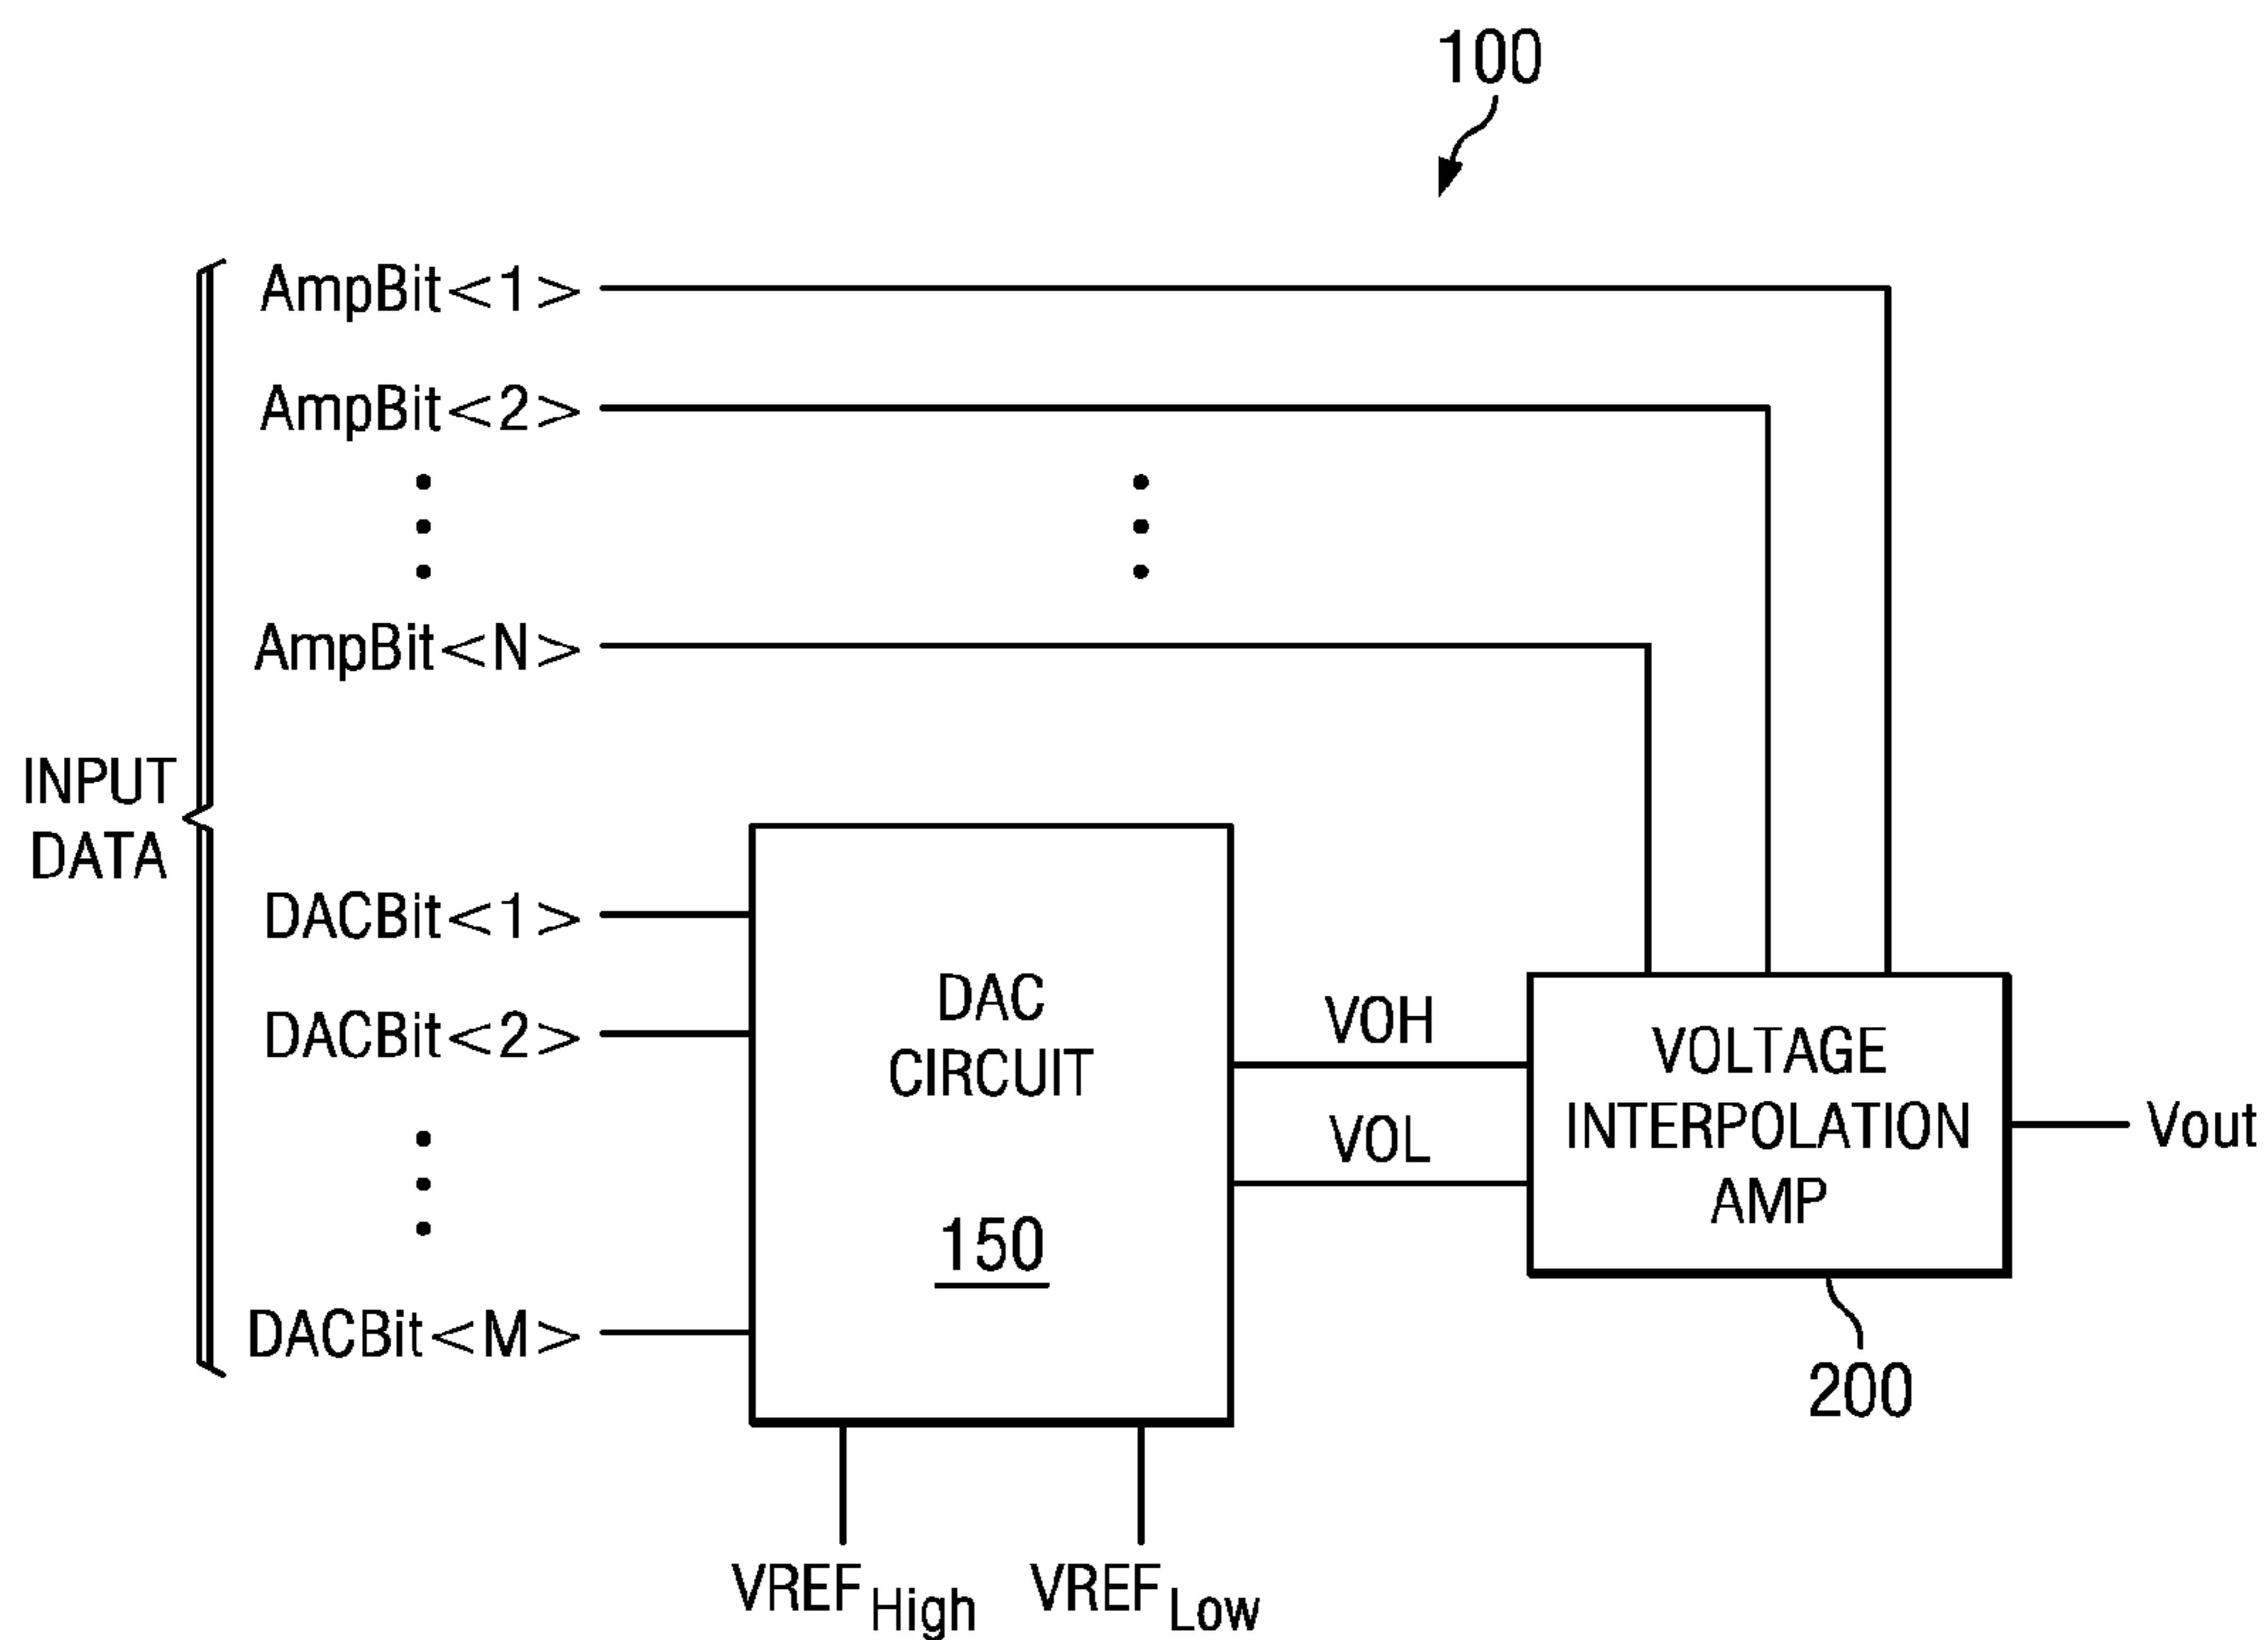 100
AmpBit<1>
AmpBit<2>
AmpBit<N>
INPUT
DATA
DACBit<1>
DACBit<2>
DACBit<M>
DAC
CIRCUIT
150
VOH
VOL
VOLTAGE
INTERPOLATION
AMP
Vout
200
VREFHigh
VREFLow